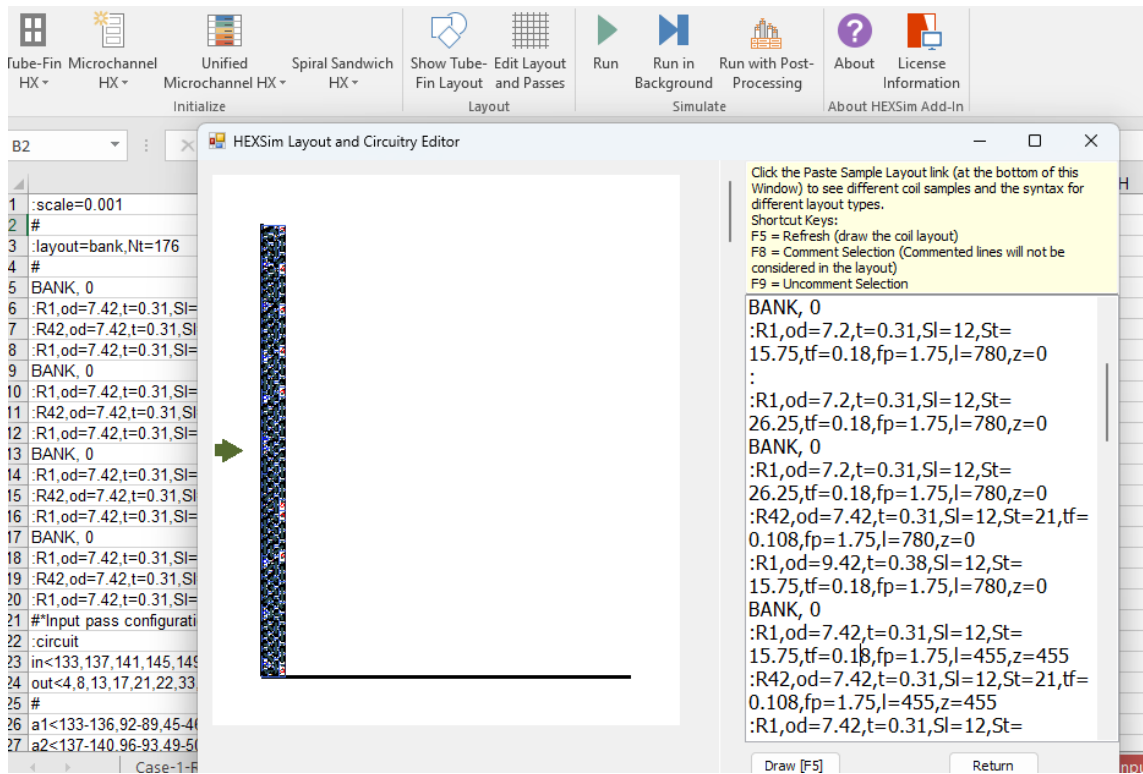 Tube-Fin Microchannel Unified Spiral Sandwich Show Tube- Edit Layout Run Run in Run with Post- About License
HX HX Microchannel HX HX Fin Layout and Passes Background Processing Information
Initialize Layout Simulate About HEXSim Add-In
B2
HEXSim Layout and Circuitry Editor
H
1 :scale=0.001
2 #
3 :layout=bank,Nt=176
4 #
5 BANK, 0
6 :R1,od=7.42,t=0.31,Sl=
7 :R42,od=7.42,t=0.31,Sl
8 :R1,od=7.42,t=0.31,Sl=
9 BANK, 0
10 :R1,od=7.42,t=0.31,Sl=
11 :R42,od=7.42,t=0.31,Sl
12 :R1,od=7.42,t=0.31,Sl=
13 BANK, 0
14 :R1,od=7.42,t=0.31,Sl=
15 :R42,od=7.42,t=0.31,Sl
16 :R1,od=7.42,t=0.31,Sl=
17 BANK, 0
18 :R1,od=7.42,t=0.31,Sl=
19 :R42,od=7.42,t=0.31,Sl
20 :R1,od=7.42,t=0.31,Sl=
21 #*Input pass configurati
22 :circuit
23 in<133,137,141,145,149
24 out<4,8,13,17,21,22,33,
25 #
26 a1<133-136,92-89,45-46
27 a2<137-140,96-93,49-50
Case-1-R
Click the Paste Sample Layout link (at the bottom of this
Window) to see different coil samples and the syntax for
different layout types.
Shortcut Keys:
F5 = Refresh (draw the coil layout)
F8 = Comment Selection (Commented lines will not be
considered in the layout)
F9 = Uncomment Selection
BANK, 0
:R1,od=7.2,t=0.31,Sl=12,St=
15.75,tf=0.18,fp=1.75,l=780,z=0
:
:R1,od=7.2,t=0.31,Sl=12,St=
26.25,tf=0.18,fp=1.75,l=780,z=0
BANK, 0
:R1,od=7.2,t=0.31,Sl=12,St=
26.25,tf=0.18,fp=1.75,l=780,z=0
:R42,od=7.42,t=0.31,Sl=12,St=21,tf=
0.108,fp=1.75,l=780,z=0
:R1,od=9.42,t=0.38,Sl=12,St=
15.75,tf=0.18,fp=1.75,l=780,z=0
BANK, 0
:R1,od=7.42,t=0.31,Sl=12,St=
15.75,tf=0.18,fp=1.75,l=455,z=455
:R42,od=7.42,t=0.31,Sl=12,St=21,tf=
0.108,fp=1.75,l=455,z=455
:R1,od=7.42,t=0.31,Sl=12,St=
Draw [F5] Return